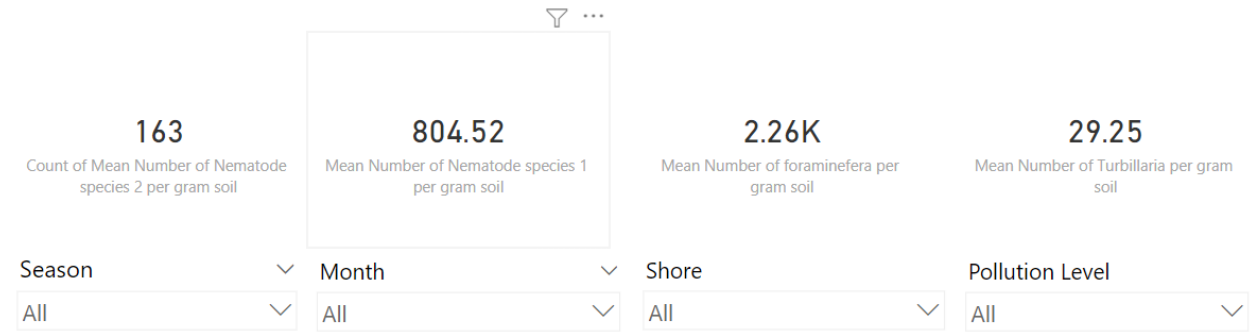 163
Count of Mean Number of Nematode
species 2 per gram soil
804.52
Mean Number of Nematode species 1
per gram soil
2.26K
Mean Number of foraminefera per
gram soil
29.25
Mean Number of Turbillaria per gram
soil
Season
All
Month
All
Shore
All
Pollution Level
All